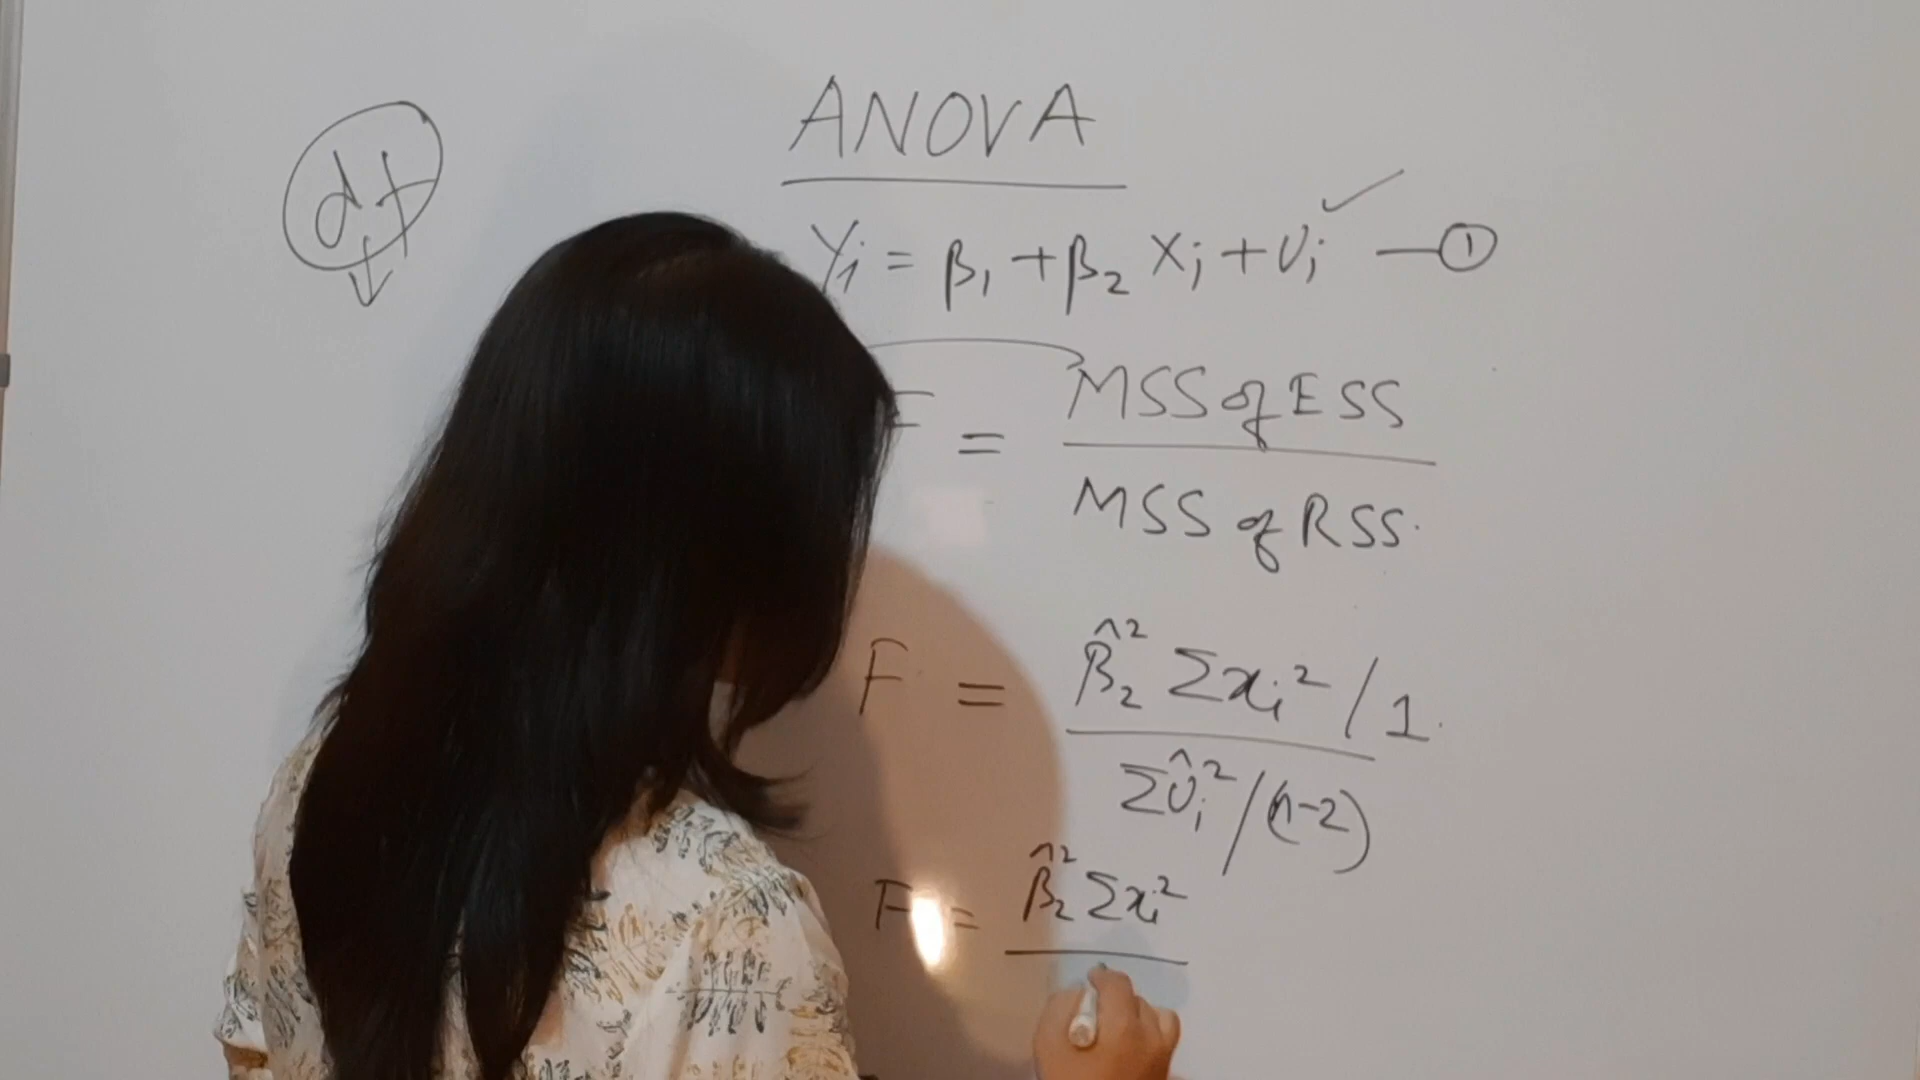 ANOVA
df
Yi = β1 + β2 Xi + Ui ✓ —①
F = MSS of ESS
MSS of RSS.
F = β̂2² Σxi² / 1.
ΣÛi² / (n-2)
F = β̂2² Σxi²